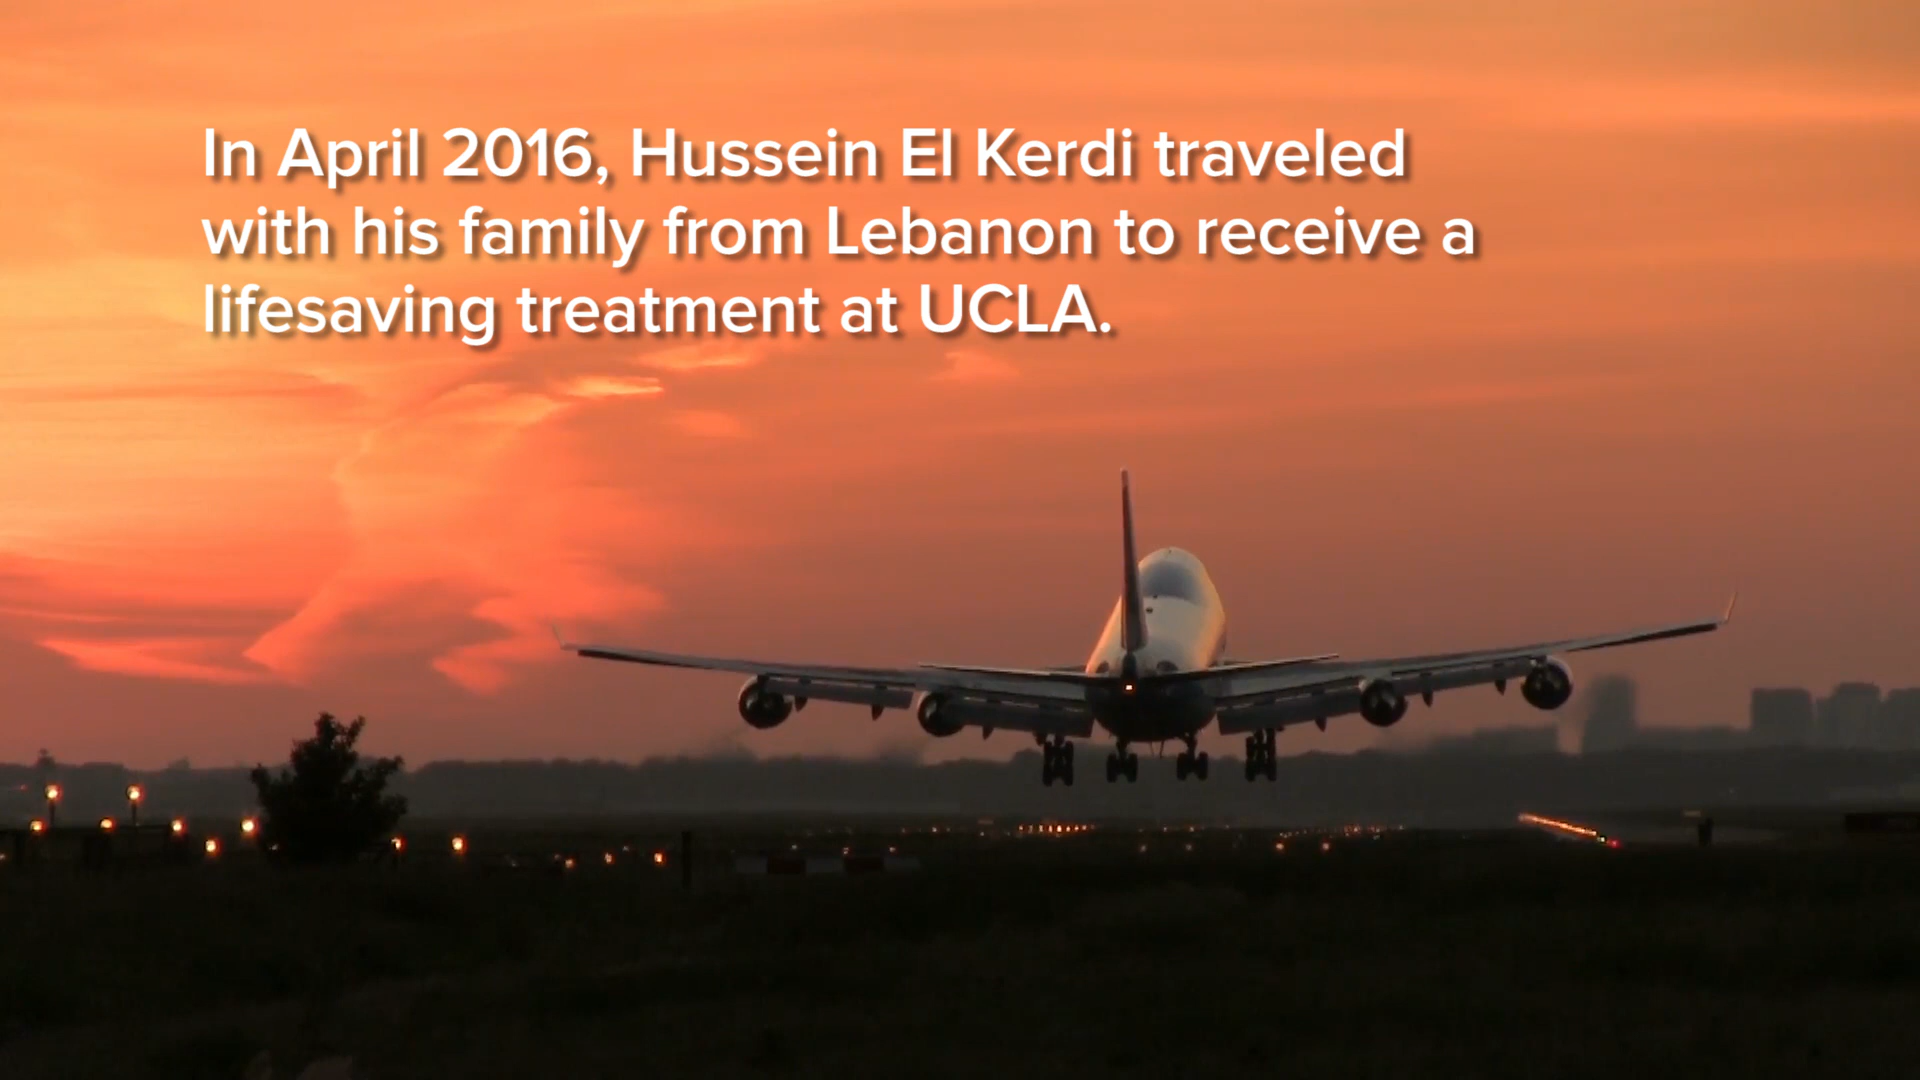 In April 2016, Hussein El Kerdi traveled
with his family from Lebanon to receive a
lifesaving treatment at UCLA.